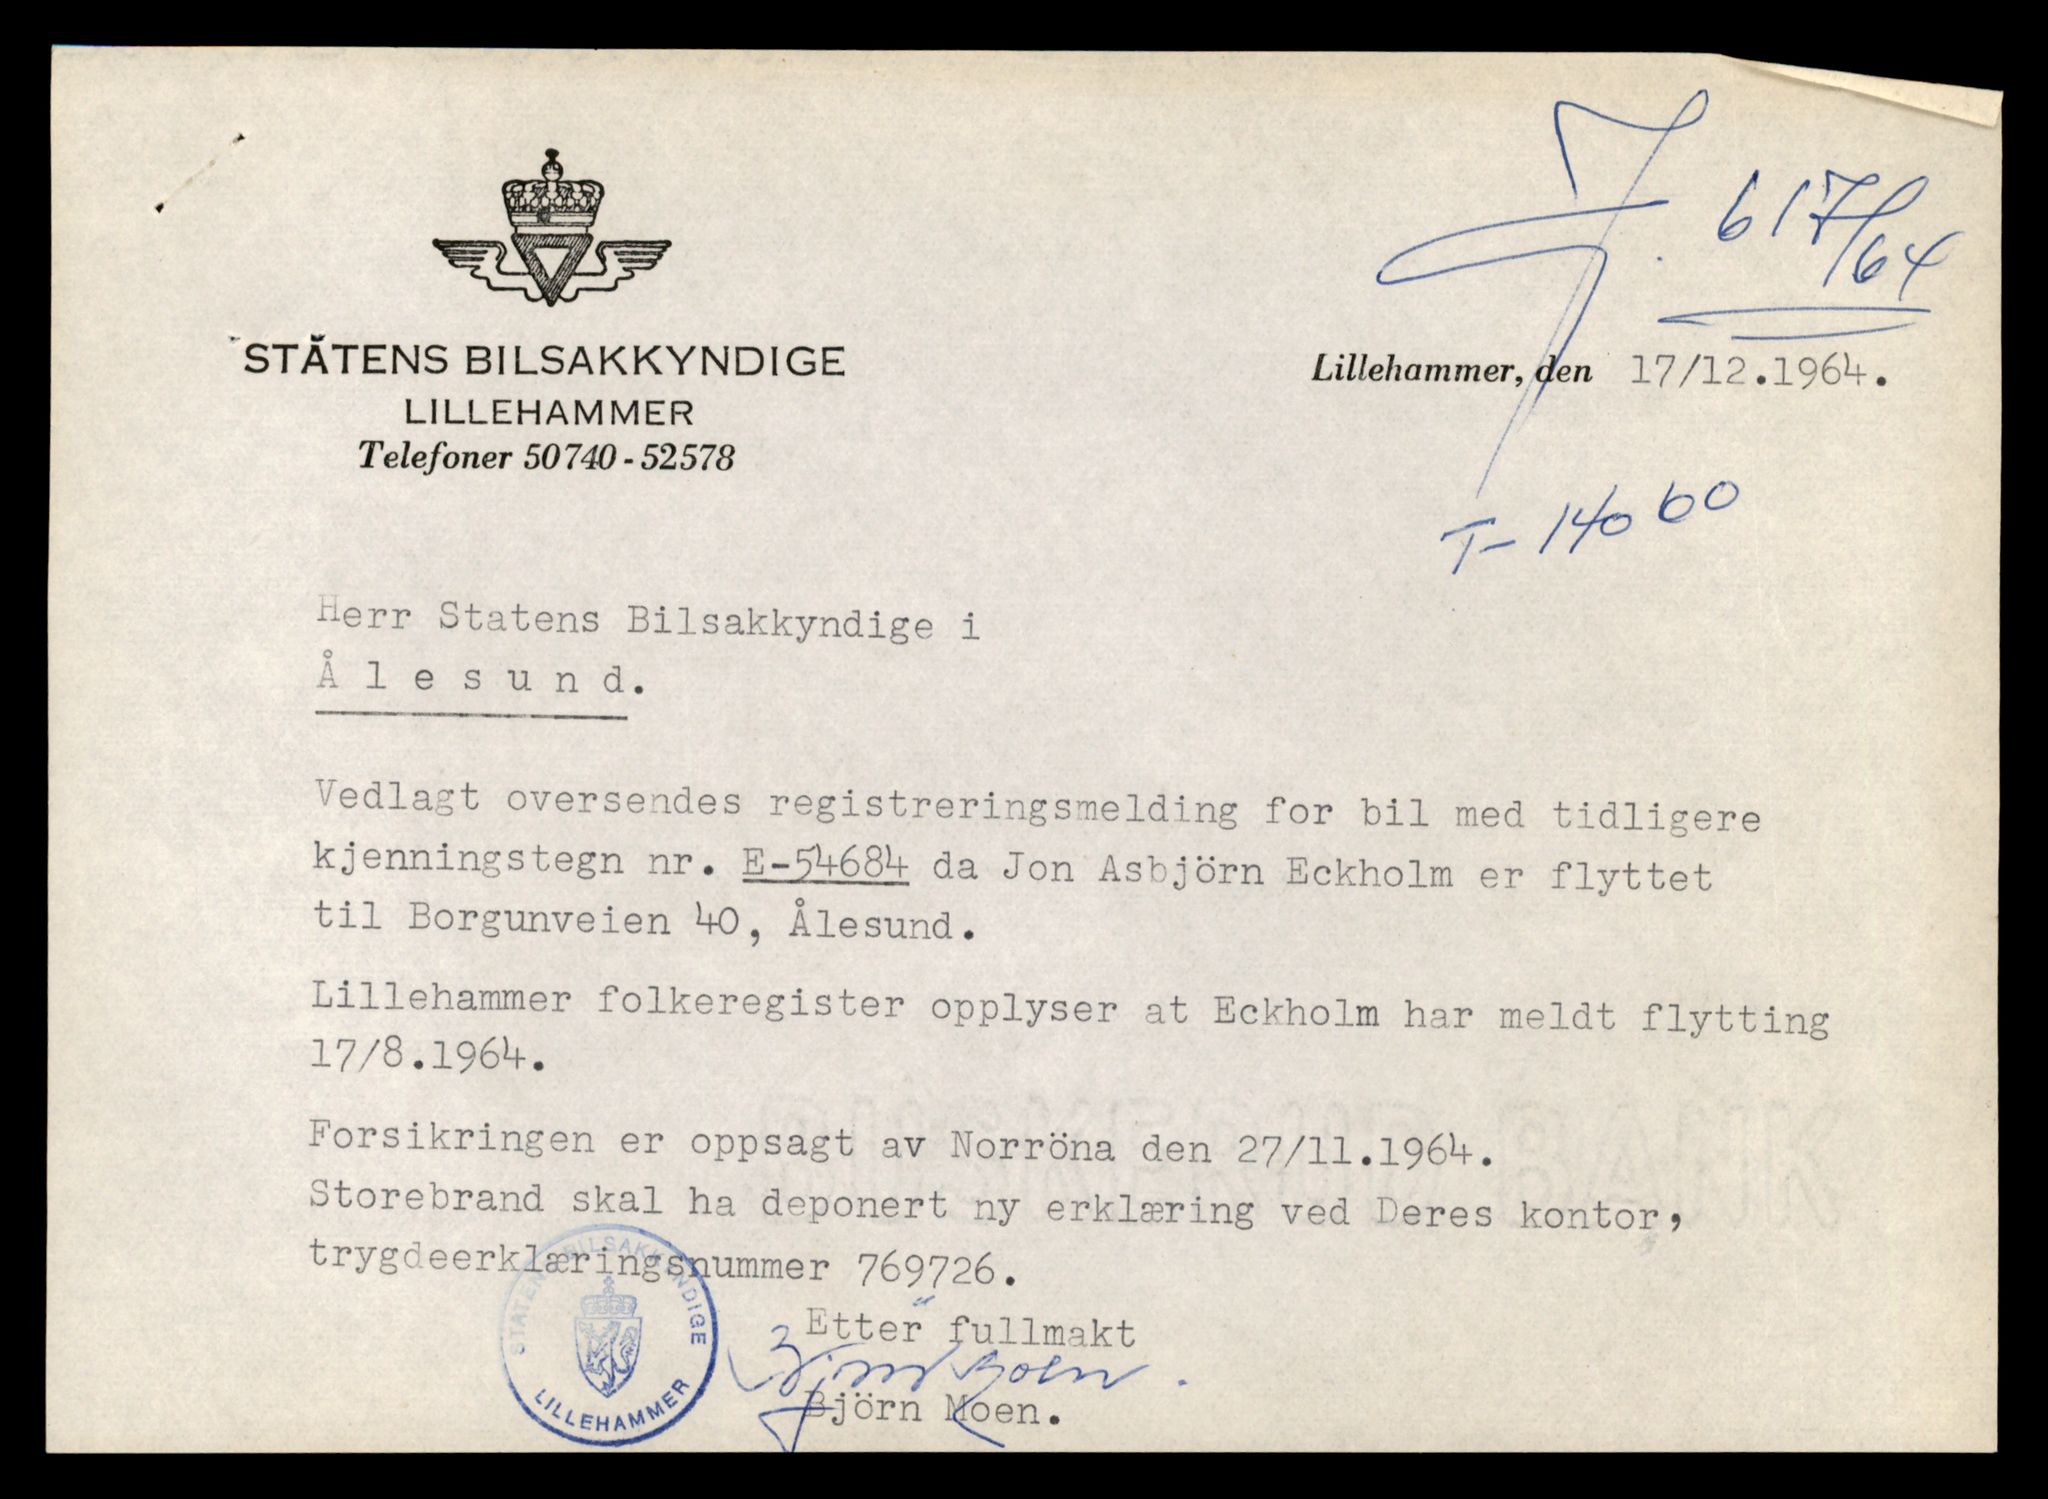 STATENS BILSAKKYNDIGE
LILLEHAMMER
Telefoner 50740 - 52578
J. 617/64
Lillehammer, den 17/12.1964.
T-14060
Herr Statens Bilsakkyndige i
Å l e s u n d.
Vedlagt oversendes registreringsmelding for bil med tidligere
kjenningstegn nr. E-54684 da Jon Asbjörn Eckholm er flyttet
til Borgunveien 40, Ålesund.
Lillehammer folkeregister opplyser at Eckholm har meldt flytting
17/8.1964.
Forsikringen er oppsagt av Norröna den 27/11.1964.
Storebrand skal ha deponert ny erklæring ved Deres kontor,
trygdeerklæringsnummer 769726.
STATENS BILSAKKYNDIGE
LILLEHAMMER
Etter fullmakt
Björn Moen
Björn Moen.